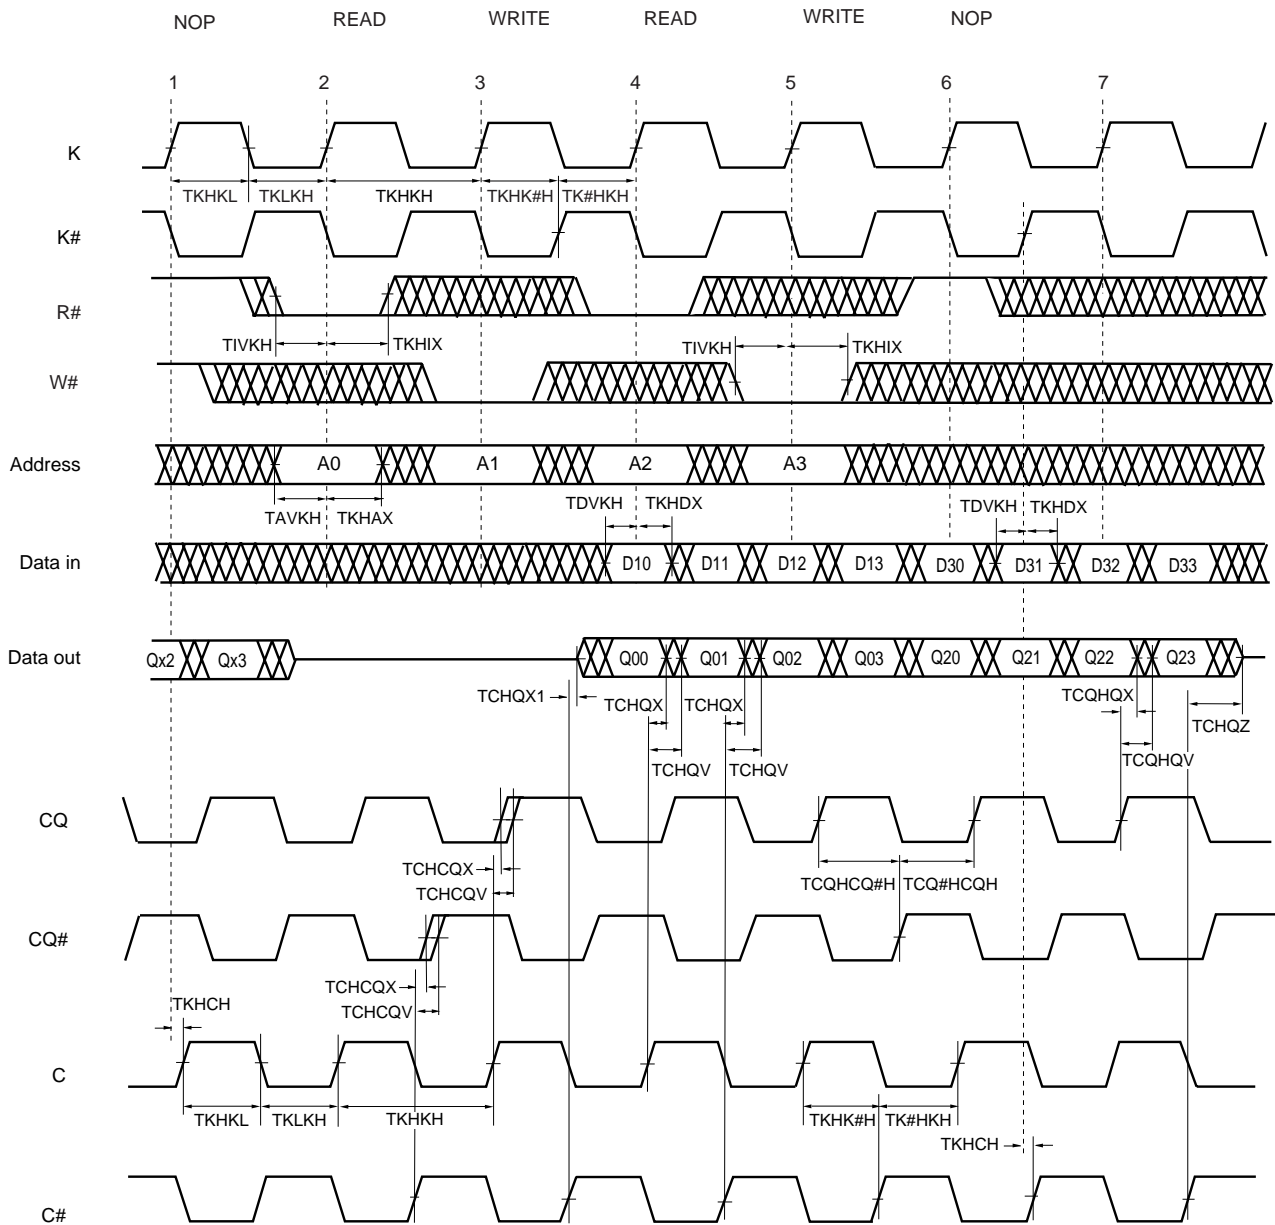 NOP READ WRITE READ WRITE NOP
1 2 3 4 5 6 7
K
TKHKL TKLKH TKHKH TKHK#H TK#HKH
K#
R#
TIVKH TKHIX TIVKH TKHIX
W#
Address A0 A1 A2 A3
TAVKH TKHAX TDVKH TKHDX TDVKH TKHDX
Data in D10 D11 D12 D13 D30 D31 D32 D33
Data out Qx2 Qx3 Q00 Q01 Q02 Q03 Q20 Q21 Q22 Q23
TCHQX1 TCHQX TCHQX TCQHQX TCHQZ
TCHQV TCHQV TCQHQV
CQ
TCHCQX TCQHCQ#H TCQ#HCQH
TCHCQV
CQ#
TCHCQX
TKHCH TCHCQV
C
TKHKL TKLKH TKHKH TKHK#H TK#HKH
TKHCH
C#